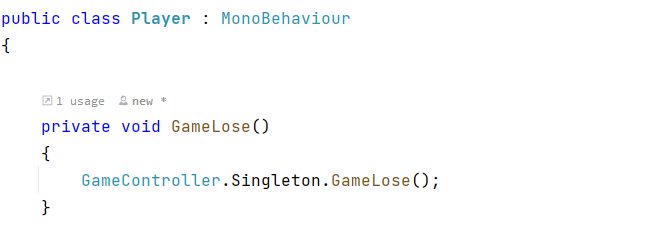 public class Player : MonoBehaviour
{
1 usage new *
private void GameLose()
{
GameController.Singleton.GameLose();
}